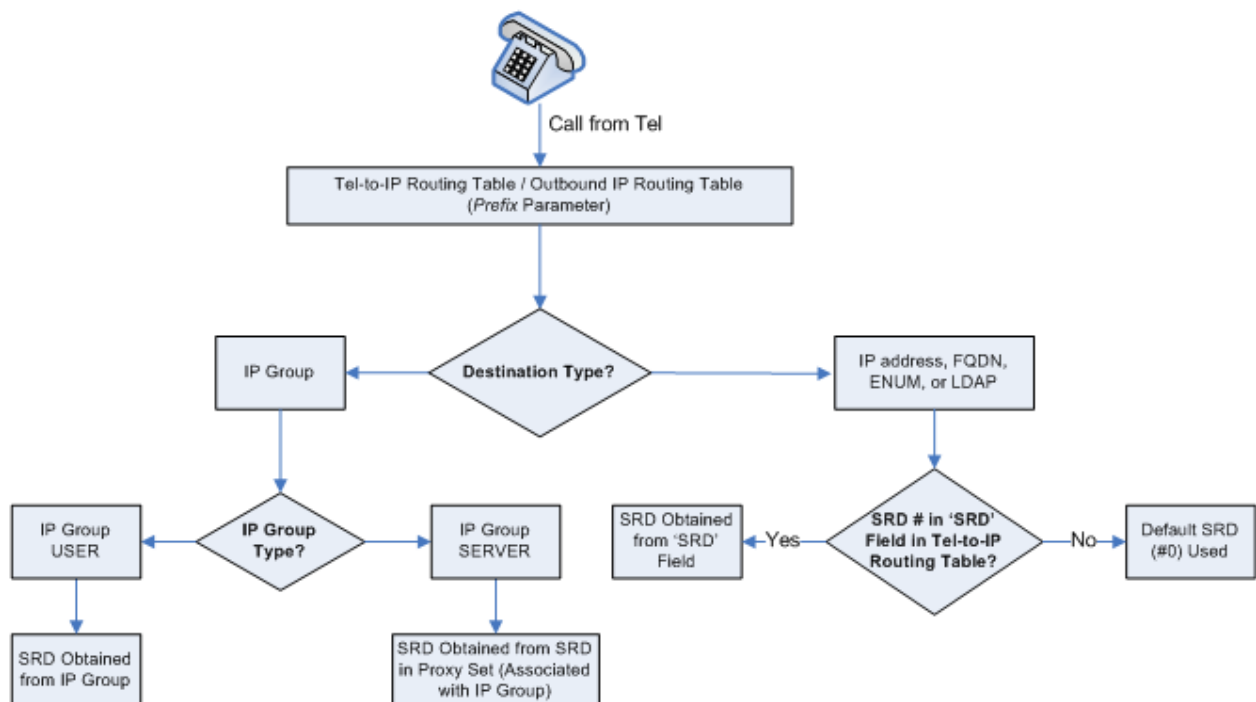 Call from Tel
Tel-to-IP Routing Table / Outbound IP Routing Table
(Prefix Parameter)
IP Group
Destination Type?
IP address, FQDN,
ENUM, or LDAP
IP Group
USER
IP Group
Type?
IP Group
SERVER
SRD Obtained
from ‘SRD’
Field
Yes
SRD # in ‘SRD’
Field in Tel-to-IP
Routing Table?
No
Default SRD
(#0) Used
SRD Obtained
from IP Group
SRD Obtained from SRD
in Proxy Set (Associated
with IP Group)